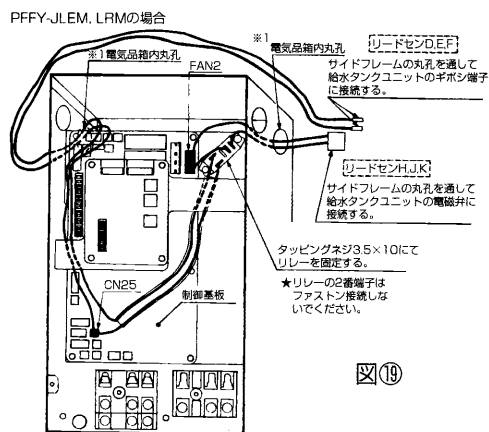 PFFY-JLEM, LRMの場合
※1電気品箱内丸孔
FAN2
※1
電気品箱内丸孔
リードセンD,E,F
サイドフレームの丸孔を通して
給水タンクユニットのギボシ端子
に接続する。
リードセンH,J,K
サイドフレームの丸孔を通して
給水タンクユニットの電磁弁に
接続する。
タッピングネジ3.5×10にて
リレーを固定する。
★リレーの2番端子は
ファストン接続しな
いでください。
CN25
制御基板
図⑲